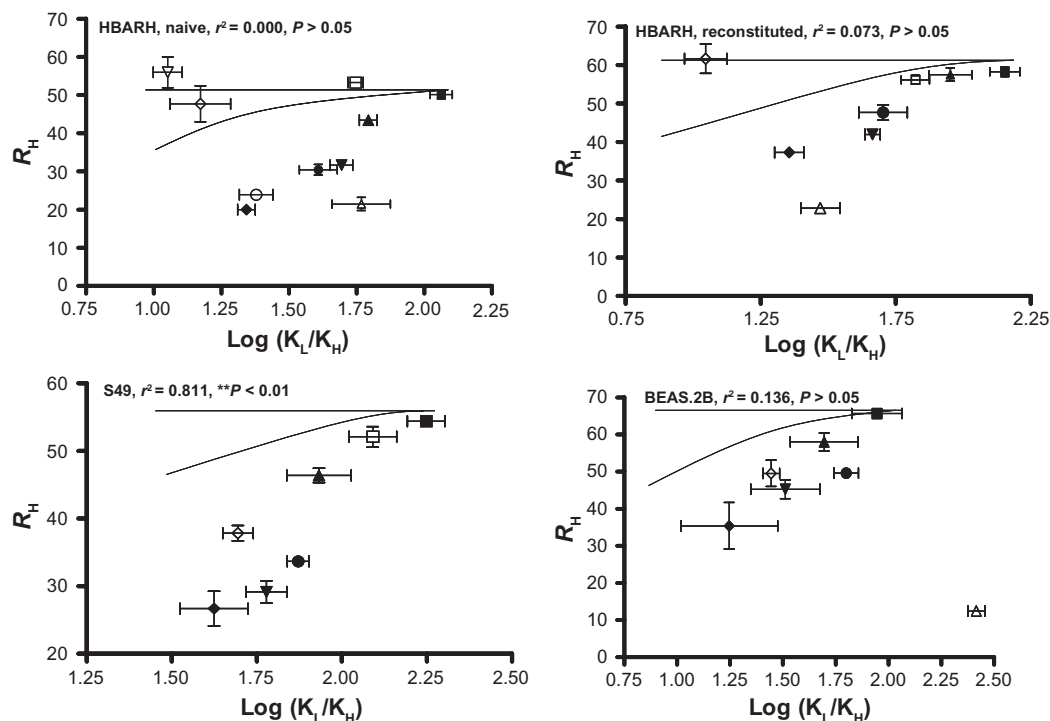 HBARH, naive, r² = 0.000, P > 0.05
70
60
50
40
30
20
10
0
R_H
0.75 1.00 1.25 1.50 1.75 2.00 2.25
Log (K_L/K_H)
HBARH, reconstituted, r² = 0.073, P > 0.05
70
60
50
40
30
20
10
0
R_H
0.75 1.25 1.75 2.25
Log (K_L/K_H)
S49, r² = 0.811, **P < 0.01
60
50
40
30
20
R_H
1.25 1.50 1.75 2.00 2.25 2.50
Log (K_L/K_H)
BEAS.2B, r² = 0.136, P > 0.05
70
60
50
40
30
20
10
0
R_H
0.75 1.00 1.25 1.50 1.75 2.00 2.25 2.50
Log (K_L/K_H)